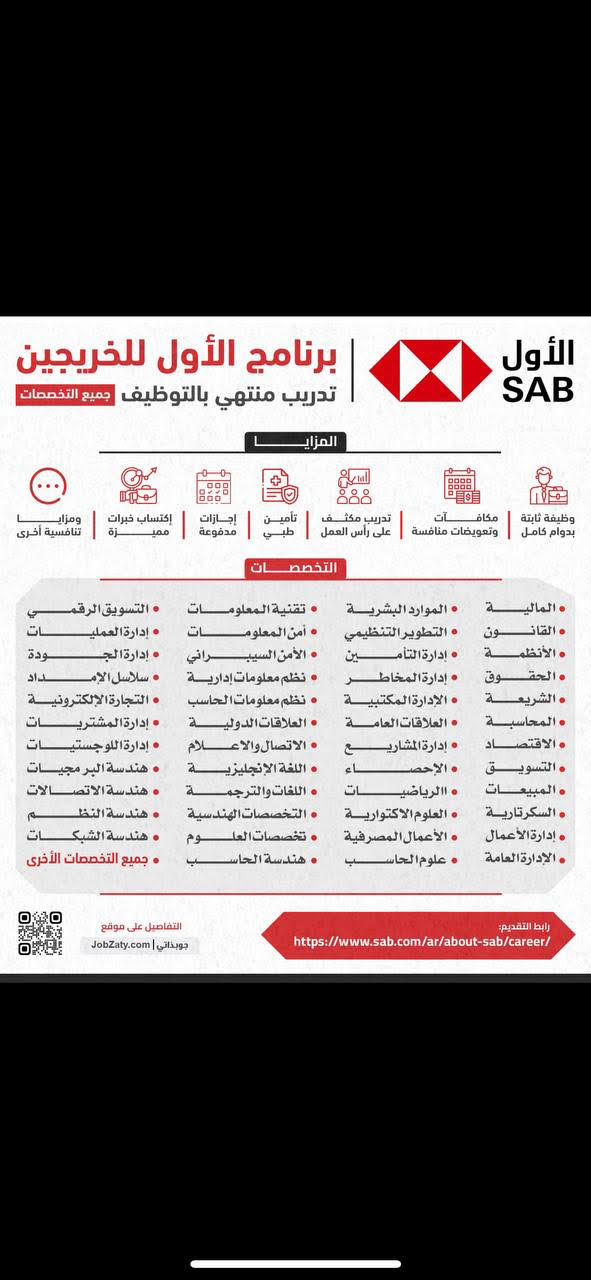 الأول
SAB
برنامج الأول للخريجين
تدريب منتهي بالتوظيف جميع التخصصات
المزايا
وظيفة ثابتة
بدوام كامل
مكافآت
وتعويضات منافسة
تدريب مكثف
على رأس العمل
تأمين
طبي
إجازات
مدفوعة
إكتساب خبرات
مميزة
ومزايا
تنافسية أخرى
التخصصات
المالية
القانون
الأنظمة
الحقوق
الشريعة
المحاسبة
الاقتصاد
التسويق
المبيعات
السكرتارية
إدارة الأعمال
الإدارة العامة
الموارد البشرية
التطوير التنظيمي
إدارة التأمين
إدارة المخاطر
الإدارة المكتبية
العلاقات العامة
إدارة المشاريع
الإحصاء
االرياضيات
العلوم الاكتوارية
الأعمال المصرفية
علوم الحاسب
تقنية المعلومات
أمن المعلومات
الأمن السيبراني
نظم معلومات إدارية
نظم معلومات الحاسب
العلاقات الدولية
الاتصال والاعلام
اللغة الإنجليزية
اللغات والترجمة
التخصصات الهندسية
تخصصات العلوم
هندسة الحاسب
التسويق الرقمي
إدارة العمليات
إدارة الجودة
سلاسل الإمداد
التجارة الإلكترونية
إدارة المشتريات
إدارة اللوجستيات
هندسة البرمجيات
هندسة الاتصالات
هندسة النظم
هندسة الشبكات
جميع التخصصات الأخرى
رابط التقديم:
https://www.sab.com/ar/about-sab/career/
التفاصيل على موقع
جوبذاتي | JobZaty.com